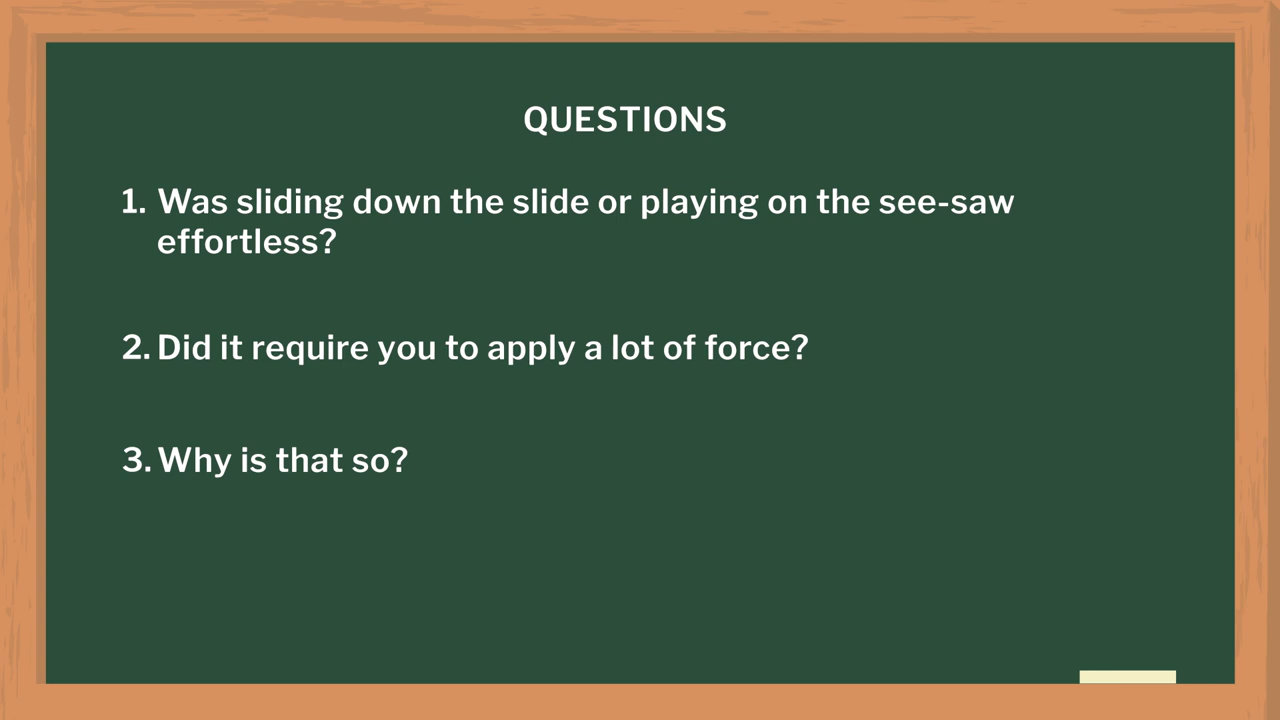 QUESTIONS
1. Was sliding down the slide or playing on the see-saw
effortless?
2. Did it require you to apply a lot of force?
3. Why is that so?